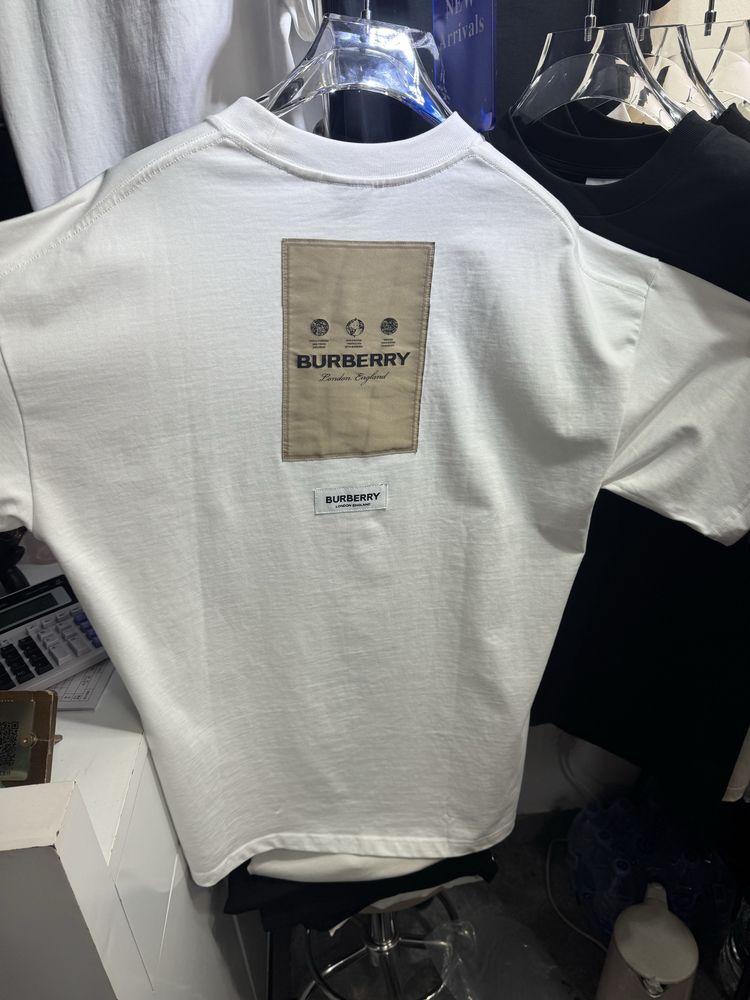 NEW
Arrivals
BURBERRY
London, England
BURBERRY
LONDON ENGLAND